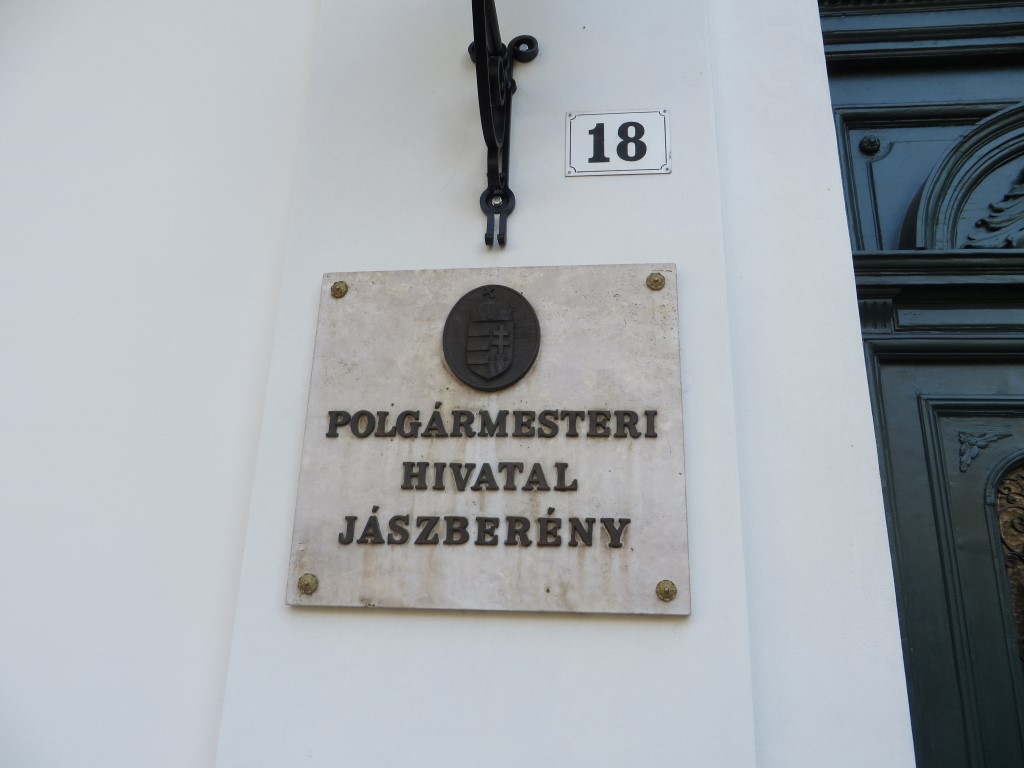 18
POLGÁRMESTERI
HIVATAL
JÁSZBERÉNY